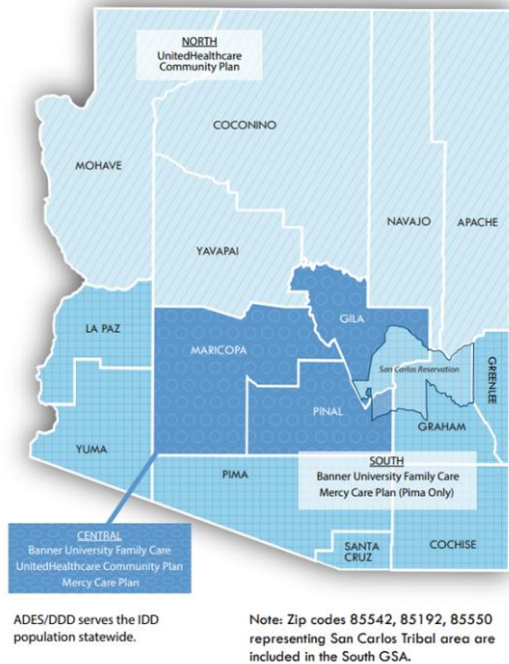 NORTH
UnitedHealthcare
Community Plan
COCONINO
MOHAVE
NAVAJO
APACHE
YAVAPAI
LA PAZ
GILA
MARICOPA
San Carlos Reservation
GREENLEE
PINAL
GRAHAM
YUMA
PIMA
SOUTH
Banner University Family Care
Mercy Care Plan (Pima Only)
CENTRAL
Banner University Family Care
UnitedHealthcare Community Plan
Mercy Care Plan
SANTA
CRUZ
COCHISE
ADES/DDD serves the IDD
population statewide.
Note: Zip codes 85542, 85192, 85550
representing San Carlos Tribal area are
included in the South GSA.